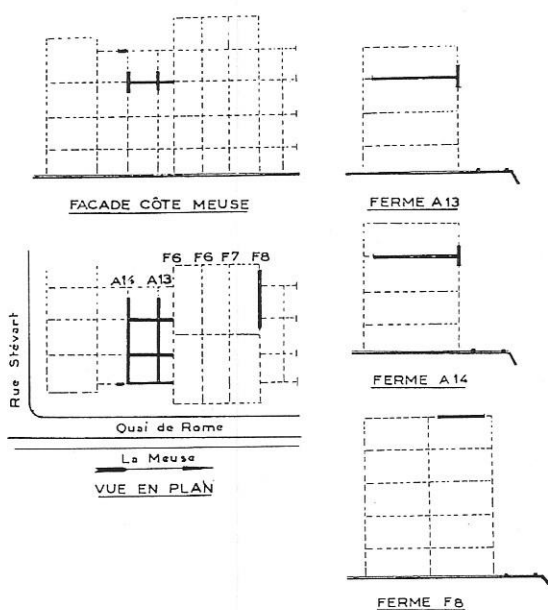 FACADE CÔTE MEUSE
FERME A13
F6 F6 F7 F8
A14 A13
Rue Stévart
Quai de Rome
La Meuse
VUE EN PLAN
FERME A14
FERME F8